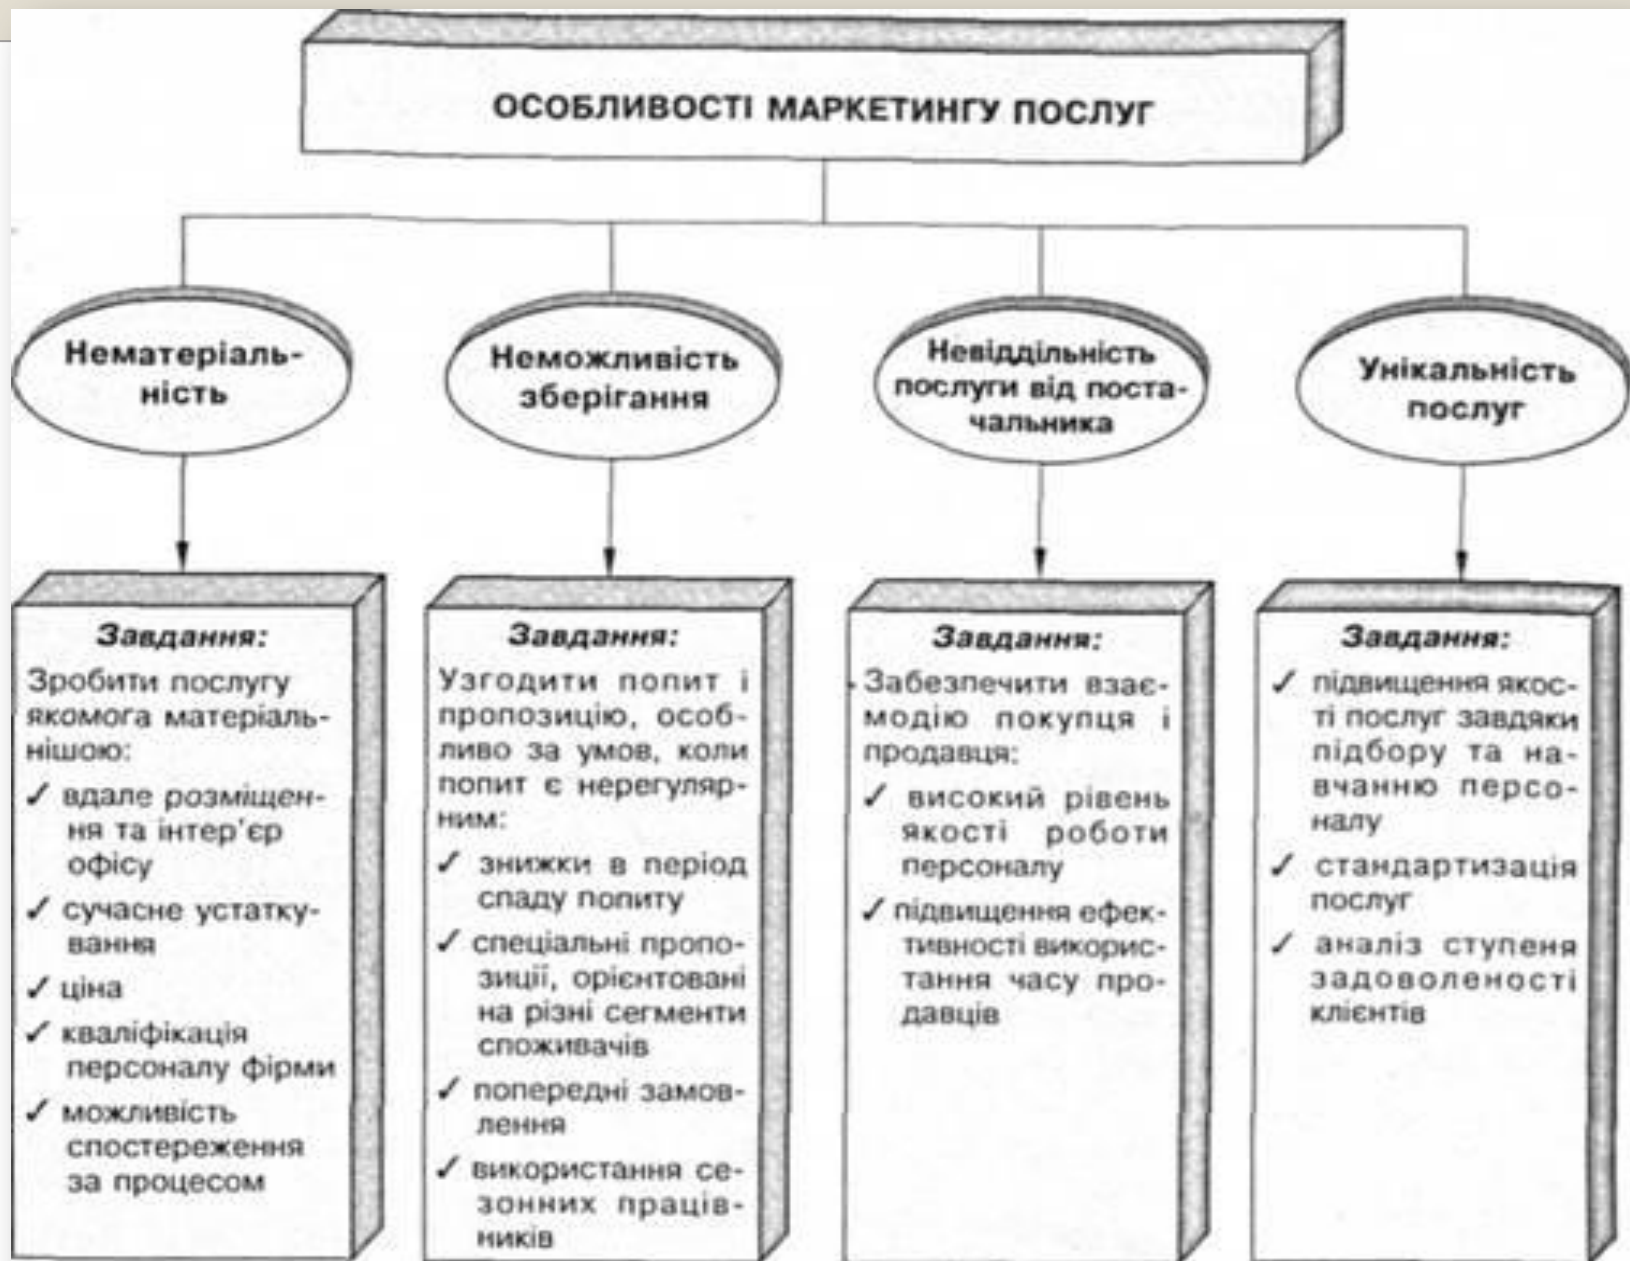 ОСОБЛИВОСТІ МАРКЕТИНГУ ПОСЛУГ
Нематеріаль-
ність
Неможливість
зберігання
Невіддільність
послуги від поста-
чальника
Унікальність
послуг
Завдання:
Зробити послугу
якомога матеріаль-
нішою:
✓ вдале розміщен-
ня та інтер’єр
офісу
✓ сучасне устатку-
вання
✓ ціна
✓ кваліфікація
персоналу фірми
✓ можливість
спостереження
за процесом
Завдання:
Узгодити попит і
пропозицію, особ-
ливо за умов, коли
попит є нерегуляр-
ним:
✓ знижки в період
спаду попиту
✓ спеціальні пропо-
зиції, орієнтовані
на різні сегменти
споживачів
✓ попередні замов-
лення
✓ використання се-
зонних праців-
ників
Завдання:
Забезпечити взає-
модію покупця і
продавця:
✓ високий рівень
якості роботи
персоналу
✓ підвищення ефек-
тивності викорис-
тання часу про-
давців
Завдання:
✓ підвищення якос-
ті послуг завдяки
підбору та на-
вчанню персо-
налу
✓ стандартизація
послуг
✓ аналіз ступеня
задоволеності
клієнтів